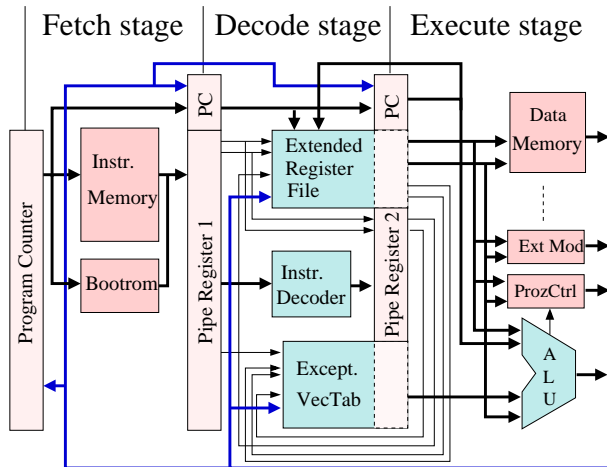 Fetch stage
Decode stage
Execute stage
Program Counter
Instr.
Memory
Bootrom
PC
Pipe Register 1
Extended
Register
File
Instr.
Decoder
Except.
VecTab
PC
Pipe Register 2
Data
Memory
Ext Mod
ProzCtrl
A
L
U